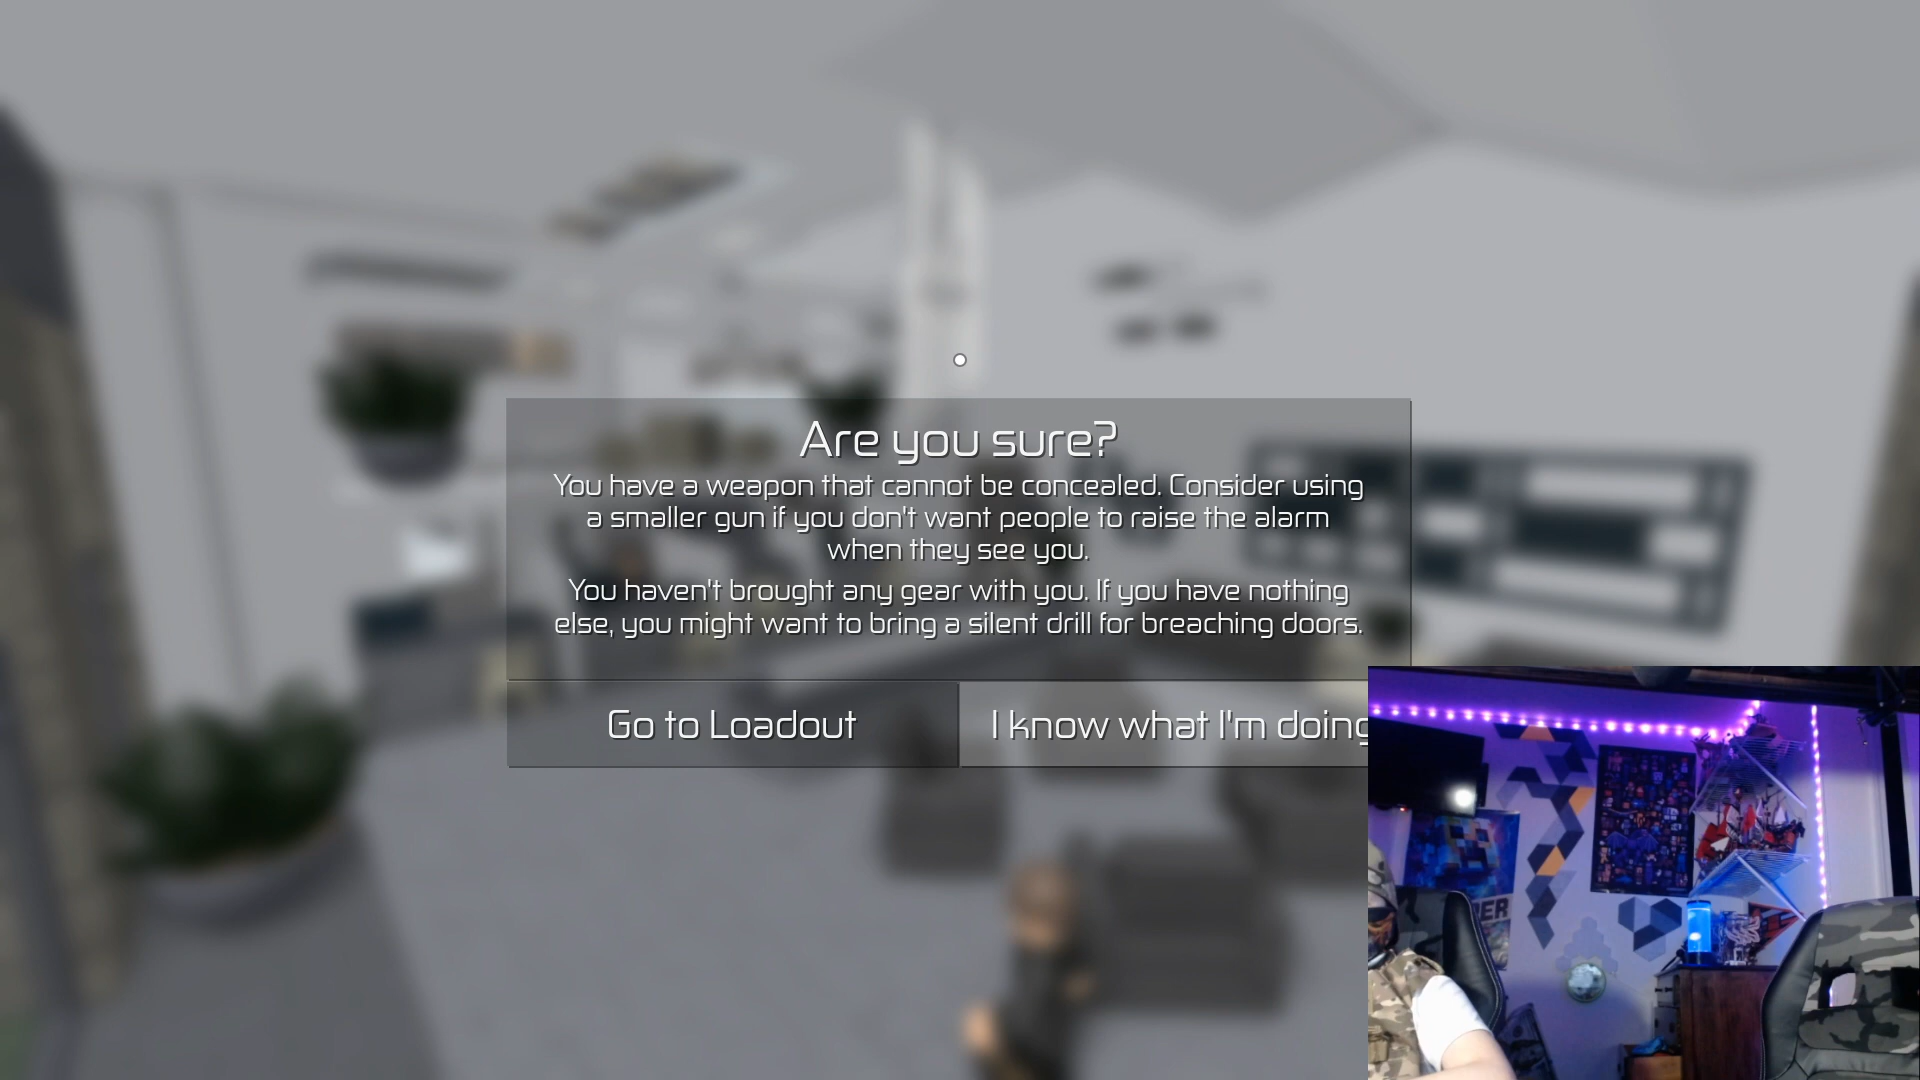 Are you sure?
You have a weapon that cannot be concealed. Consider using
a smaller gun if you don't want people to raise the alarm
when they see you.
You haven't brought any gear with you. If you have nothing
else, you might want to bring a silent drill for breaching doors.
Go to Loadout
I know what I'm doing